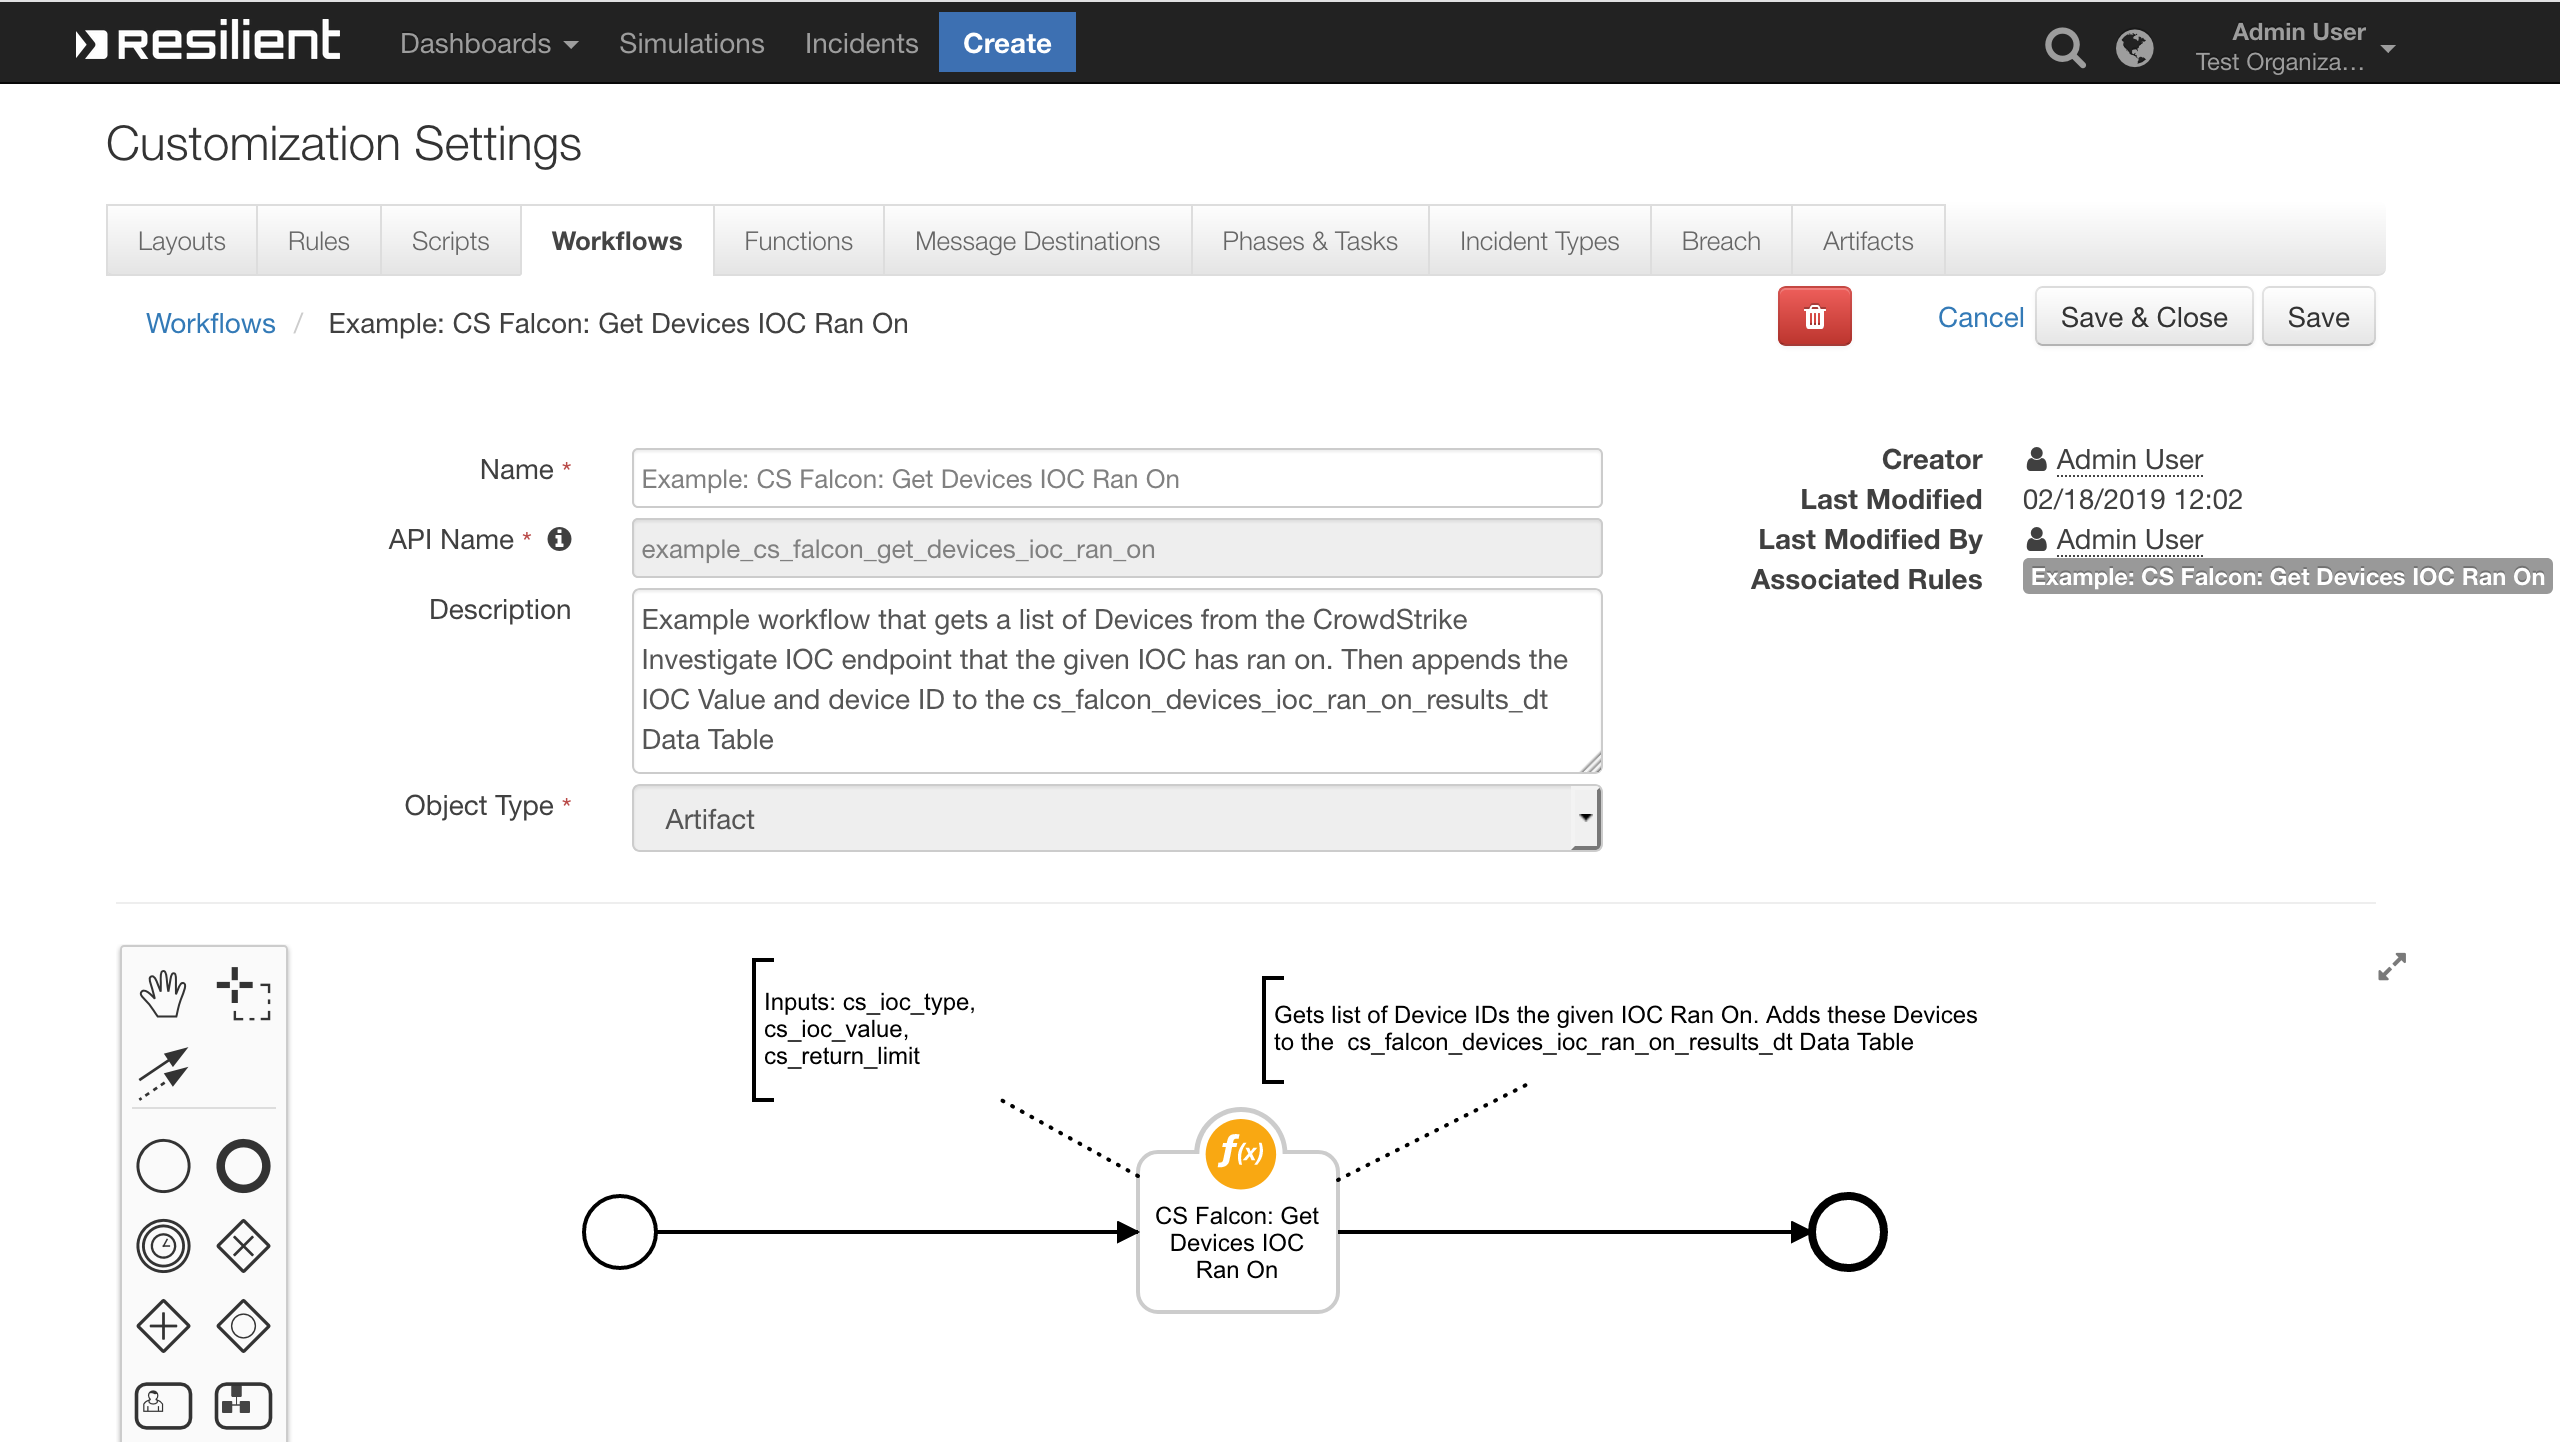 resilient
Dashboards
Simulations
Incidents
Create
Admin User
Test Organiza...
Customization Settings
Layouts
Rules
Scripts
Workflows
Functions
Message Destinations
Phases & Tasks
Incident Types
Breach
Artifacts
Workflows / Example: CS Falcon: Get Devices IOC Ran On
Cancel
Save & Close
Save
Name *
Example: CS Falcon: Get Devices IOC Ran On
API Name *
example_cs_falcon_get_devices_ioc_ran_on
Description
Example workflow that gets a list of Devices from the CrowdStrike
Investigate IOC endpoint that the given IOC has ran on. Then appends the
IOC Value and device ID to the cs_falcon_devices_ioc_ran_on_results_dt
Data Table
Object Type *
Artifact
Creator
Admin User
Last Modified
02/18/2019 12:02
Last Modified By
Admin User
Associated Rules
Example: CS Falcon: Get Devices IOC Ran On
Inputs: cs_ioc_type,
cs_ioc_value,
cs_return_limit
Gets list of Device IDs the given IOC Ran On. Adds these Devices
to the  cs_falcon_devices_ioc_ran_on_results_dt Data Table
f(x)
CS Falcon: Get
Devices IOC
Ran On